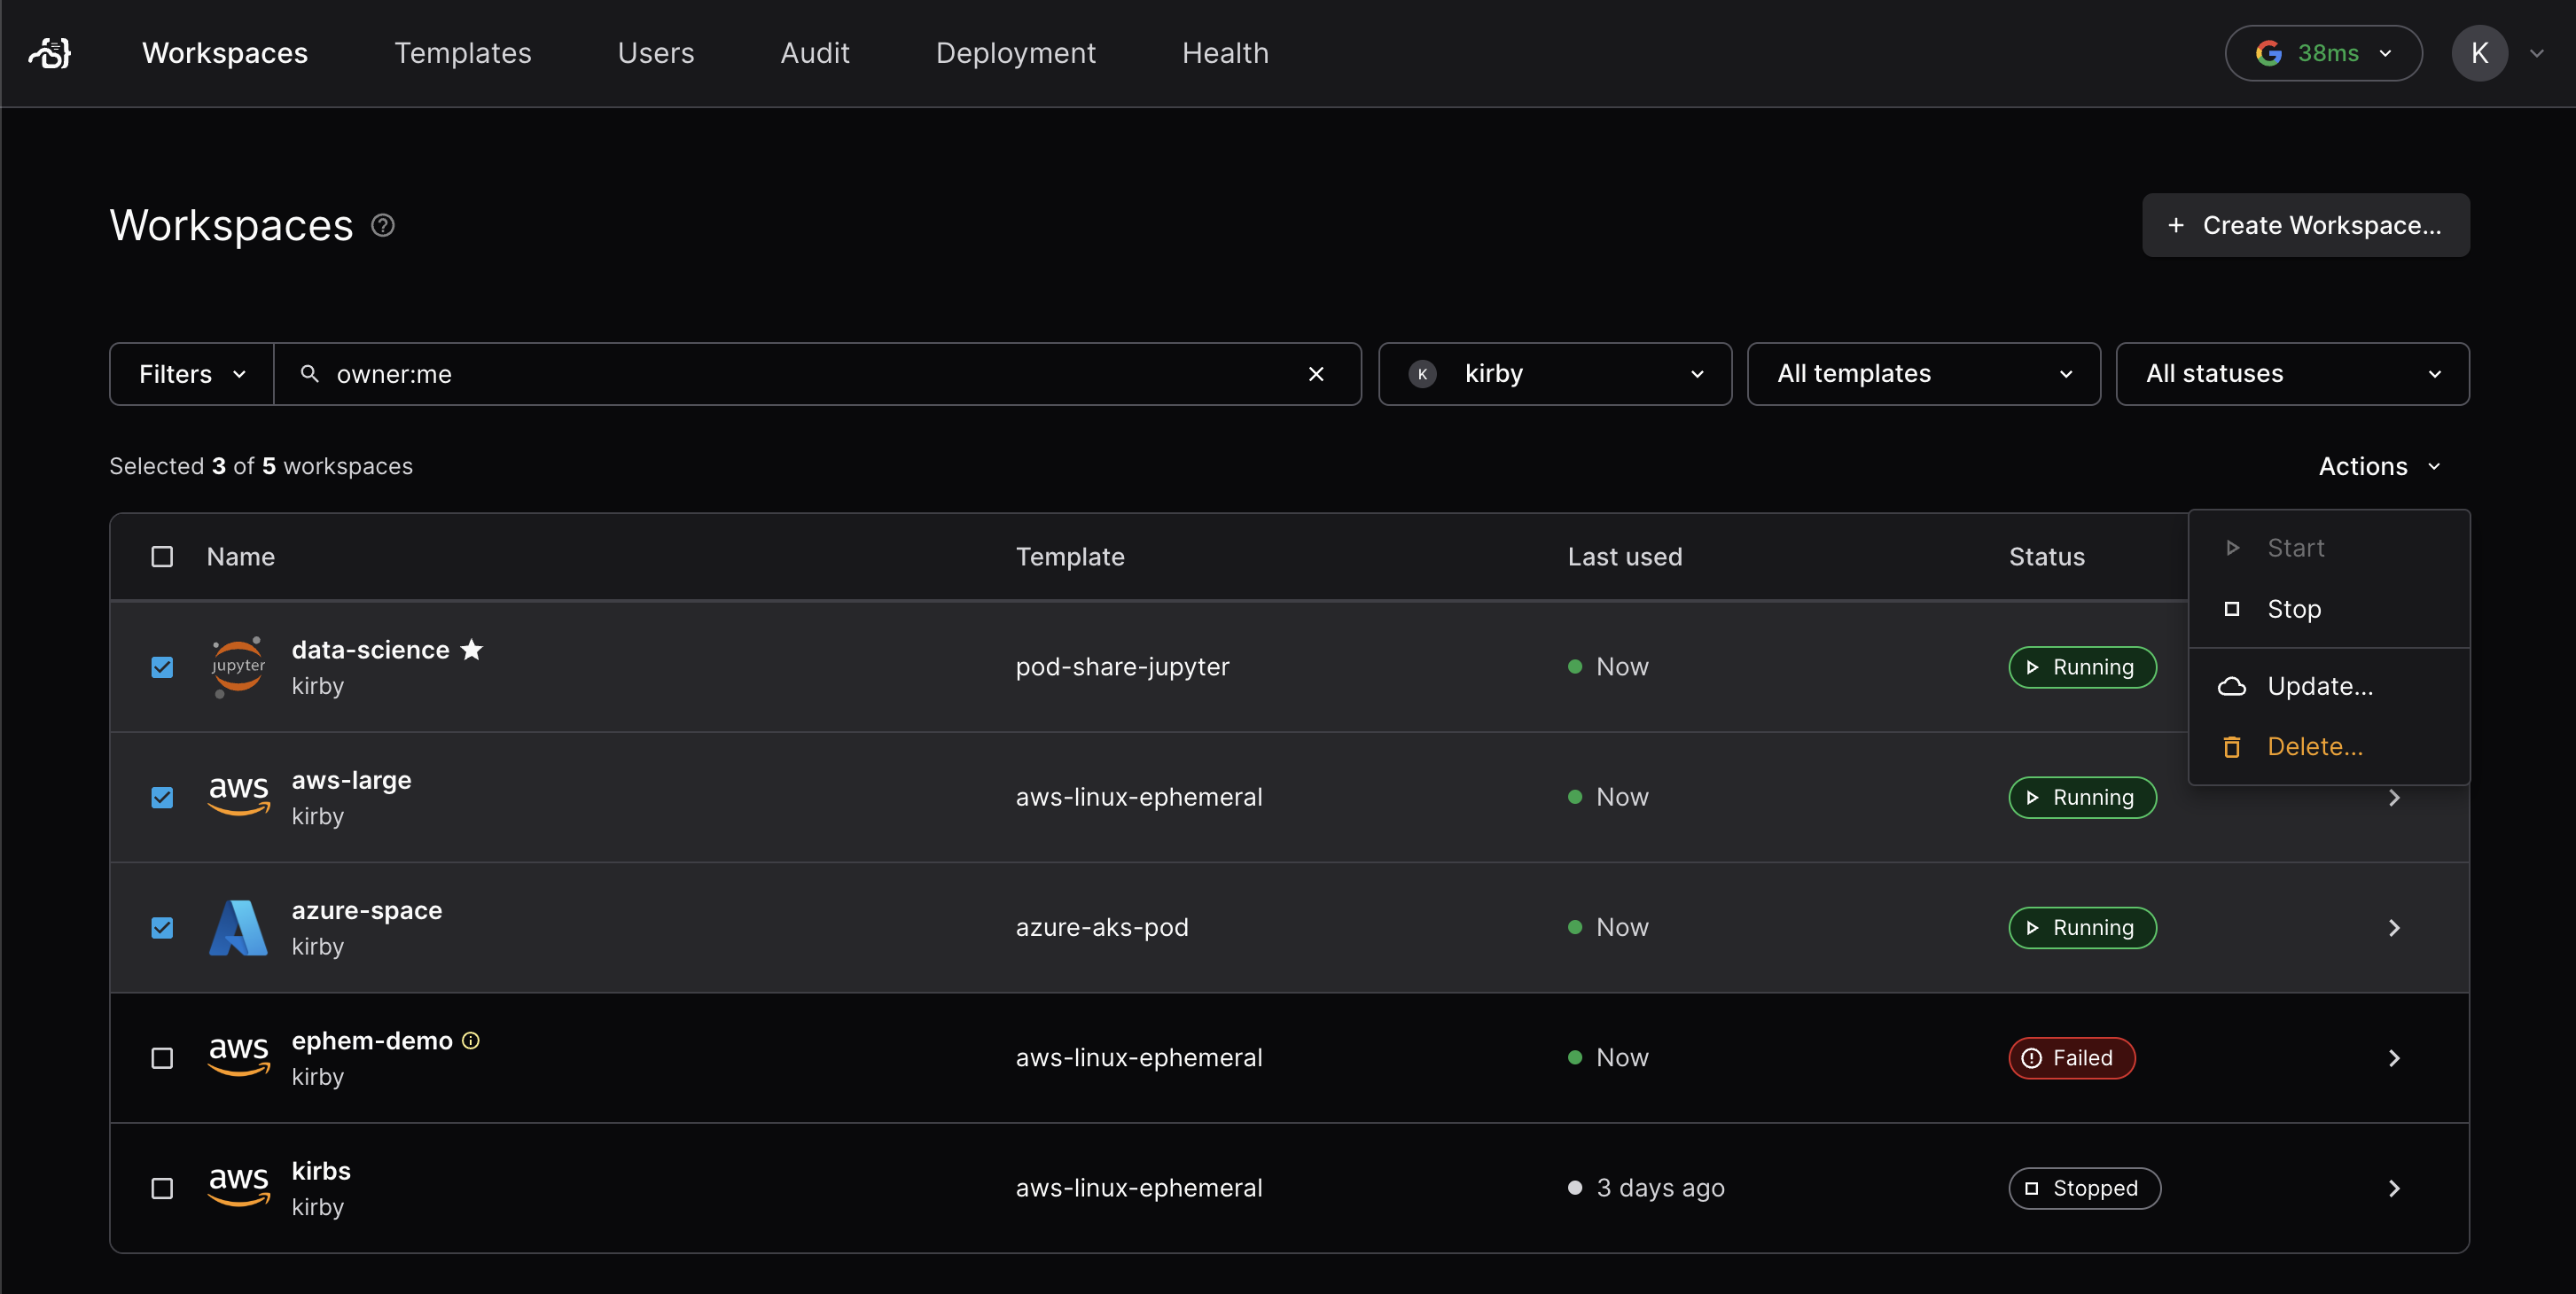 Workspaces Templates Users Audit Deployment Health 38ms K
Workspaces
+ Create Workspace...
Filters owner:me K kirby All templates All statuses
Selected 3 of 5 workspaces Actions
Name Template Last used Status
Start
Stop
Update...
Delete...
jupyter data-science pod-share-jupyter Now Running
kirby
aws aws-large aws-linux-ephemeral Now Running
kirby
azure-space azure-aks-pod Now Running
kirby
aws ephem-demo aws-linux-ephemeral Now Failed
kirby
aws kirbs aws-linux-ephemeral 3 days ago Stopped
kirby